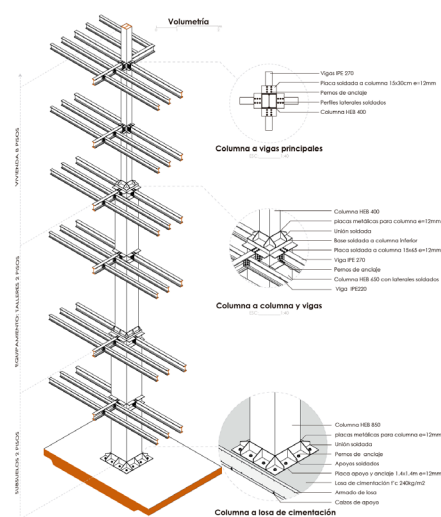 Volumetría
Vigas IPE 270
Placa soldada a columna 15x30cm e=12mm
Pernos de anclaje
Perfiles laterales soldados
Columna HEB 400
Columna a vigas principales
VIVIENDA 8 PISOS
Columna HEB 400
placas metálicas para columna e=12mm
Unión soldada
Base soldada a columna inferior
Placa soldada a columna 15x65 e=12mm
Viga IPE 270
Pernos de anclaje
Columna HEB 650 con laterales soldados
Viga IPE220
Columna a columna y vigas
EQUIPAMIENTO: TALLERES 2 PISOS
Columna HEB 850
placas metálicas para columna e=12mm
Unión soldada
Pernos de anclaje
Apoyos soldados
Placa apoyo y anclaje 1.4x1.4m e=12mm
Losa de cimentación F'c 240kg/m2
Armado de losa
Calzas de apoyo
Columna a losa de cimentación
SUBSUELOS 2 PISOS